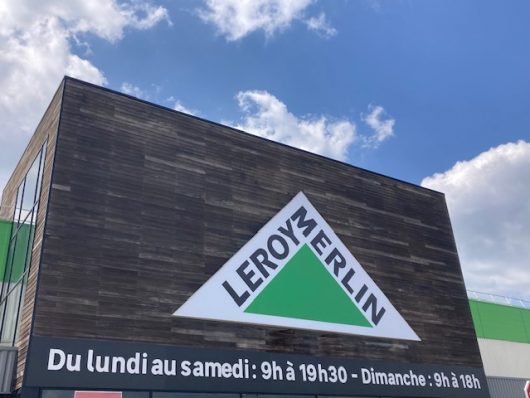 LEROY MERLIN
Du lundi au samedi : 9h à 19h30 - Dimanche : 9h à 18h